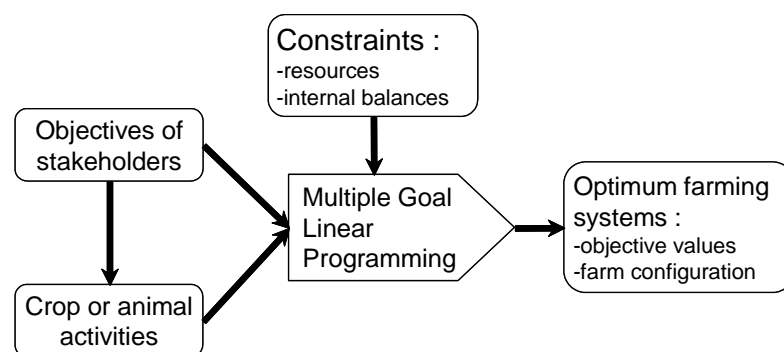 Constraints :
-resources
-internal balances
Objectives of
stakeholders
Multiple Goal
Linear
Programming
Optimum farming
systems :
-objective values
-farm configuration
Crop or animal
activities